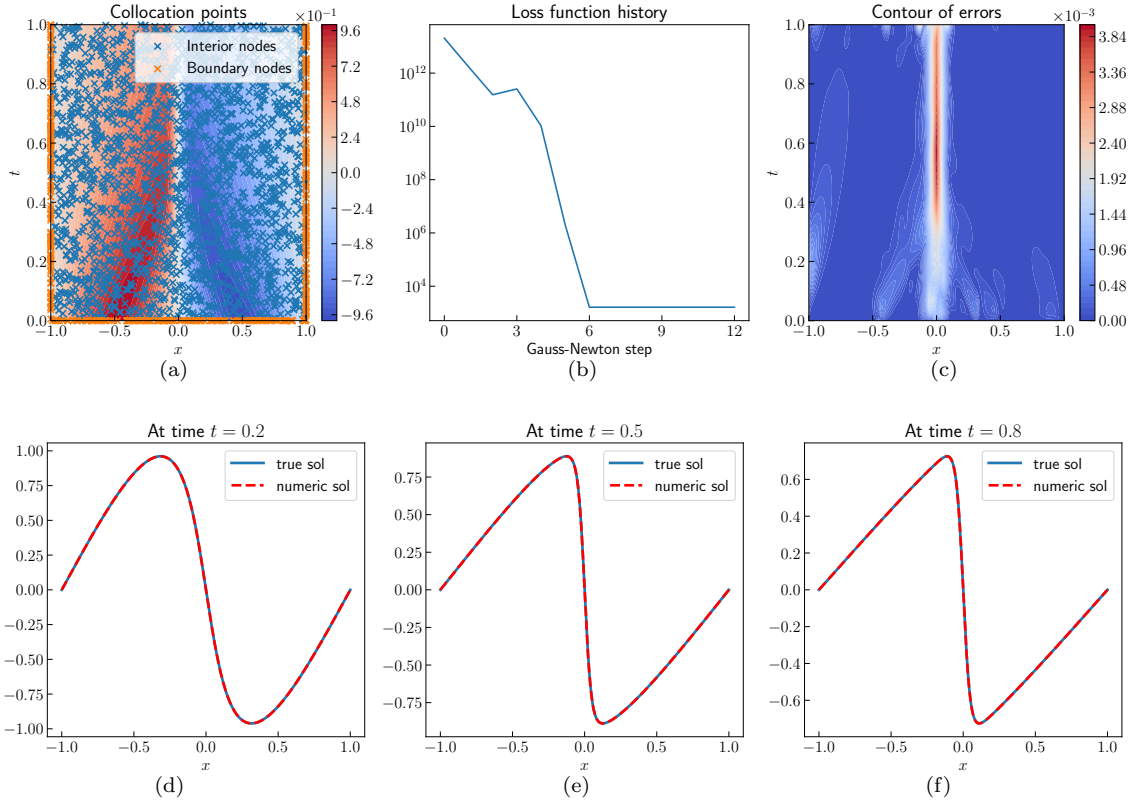 Collocation points
×10⁻¹
Interior nodes
Boundary nodes
1.0
0.8
0.6
0.4
0.2
0.0
t
−1.0 −0.5 0.0 0.5 1.0
x
9.6
7.2
4.8
2.4
0.0
−2.4
−4.8
−7.2
−9.6
(a)
Loss function history
10¹²
10¹⁰
10⁸
10⁶
10⁴
0 3 6 9 12
Gauss-Newton step
(b)
Contour of errors
×10⁻³
1.0
0.8
0.6
0.4
0.2
0.0
t
−1.0 −0.5 0.0 0.5 1.0
x
3.84
3.36
2.88
2.40
1.92
1.44
0.96
0.48
0.00
(c)
At time t = 0.2
true sol
numeric sol
1.00
0.75
0.50
0.25
0.00
−0.25
−0.50
−0.75
−1.00
−1.0 −0.5 0.0 0.5 1.0
x
(d)
At time t = 0.5
true sol
numeric sol
0.75
0.50
0.25
0.00
−0.25
−0.50
−0.75
−1.0 −0.5 0.0 0.5 1.0
x
(e)
At time t = 0.8
true sol
numeric sol
0.6
0.4
0.2
0.0
−0.2
−0.4
−0.6
−1.0 −0.5 0.0 0.5 1.0
x
(f)